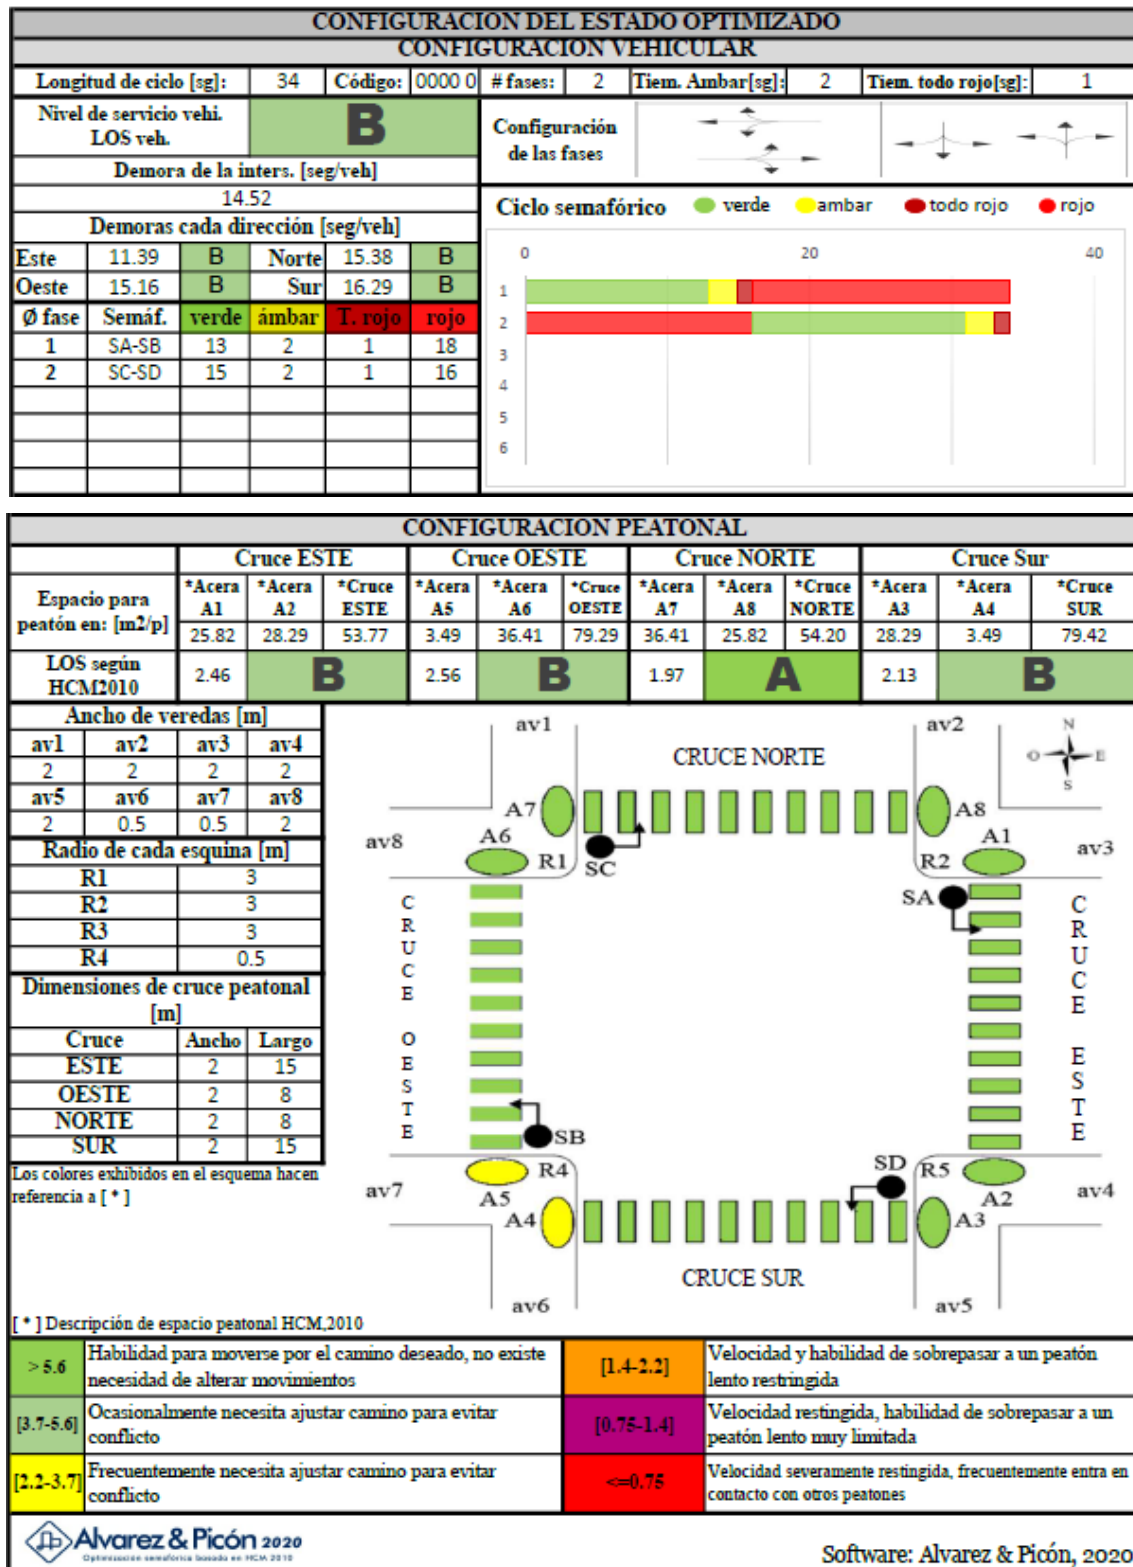 CONFIGURACION DEL ESTADO OPTIMIZADO
CONFIGURACION VEHICULAR
Longitud de ciclo [sg]: 34 Código: 0000 0 # fases: 2 Tiem. Ambar[sg]: 2 Tiem. todo rojo[sg]: 1
Nivel de servicio vehi.
LOS veh.
B
Configuración
de las fases
Demora de la inters. [seg/veh]
14.52
Demoras cada dirección [seg/veh]
Este 11.39 B Norte 15.38 B
Oeste 15.16 B Sur 16.29 B
Ø fase Semáf. verde ámbar T. rojo rojo
1 SA-SB 13 2 1 18
2 SC-SD 15 2 1 16
Ciclo semafórico verde ambar todo rojo rojo
0 20 40
1
2
3
4
5
6
CONFIGURACION PEATONAL
Cruce ESTE Cruce OESTE Cruce NORTE Cruce Sur
Espacio para
peatón en: [m2/p]
*Acera A1 *Acera A2 *Cruce ESTE *Acera A5 *Acera A6 *Cruce OESTE *Acera A7 *Acera A8 *Cruce NORTE *Acera A3 *Acera A4 *Cruce SUR
25.82 28.29 53.77 3.49 36.41 79.29 36.41 25.82 54.20 28.29 3.49 79.42
LOS según
HCM2010
2.46 B 2.56 B 1.97 A 2.13 B
Ancho de veredas [m]
av1 av2 av3 av4
2 2 2 2
av5 av6 av7 av8
2 0.5 0.5 2
Radio de cada esquina [m]
R1 3
R2 3
R3 3
R4 0.5
Dimensiones de cruce peatonal
[m]
Cruce Ancho Largo
ESTE 2 15
OESTE 2 8
NORTE 2 8
SUR 2 15
Los colores exhibidos en el esquema hacen
referencia a [ * ]
av1 av2 N
CRUCE NORTE O E
S
A7 A8
av8 A6 A1 av3
R1 SC R2
SA
CRUCE OESTE
CRUCE ESTE
SB
SD
R4 R5
av7 A5 A2 av4
A4 A3
CRUCE SUR
av6 av5
[ * ] Descripción de espacio peatonal HCM,2010
> 5.6 Habilidad para moverse por el camino deseado, no existe
necesidad de alterar movimientos
[1.4-2.2] Velocidad y habilidad de sobrepasar a un peatón
lento restringida
[3.7-5.6] Ocasionalmente necesita ajustar camino para evitar
conflicto
[0.75-1.4] Velocidad restingida, habilidad de sobrepasar a un
peatón lento muy limitada
[2.2-3.7] Frecuentemente necesita ajustar camino para evitar
conflicto
<=0.75 Velocidad severamente restingida, frecuentemente entra en
contacto con otros peatones
Alvarez & Picón 2020
Optimización semafórica basada en HCM 2010
Software: Alvarez & Picón, 2020